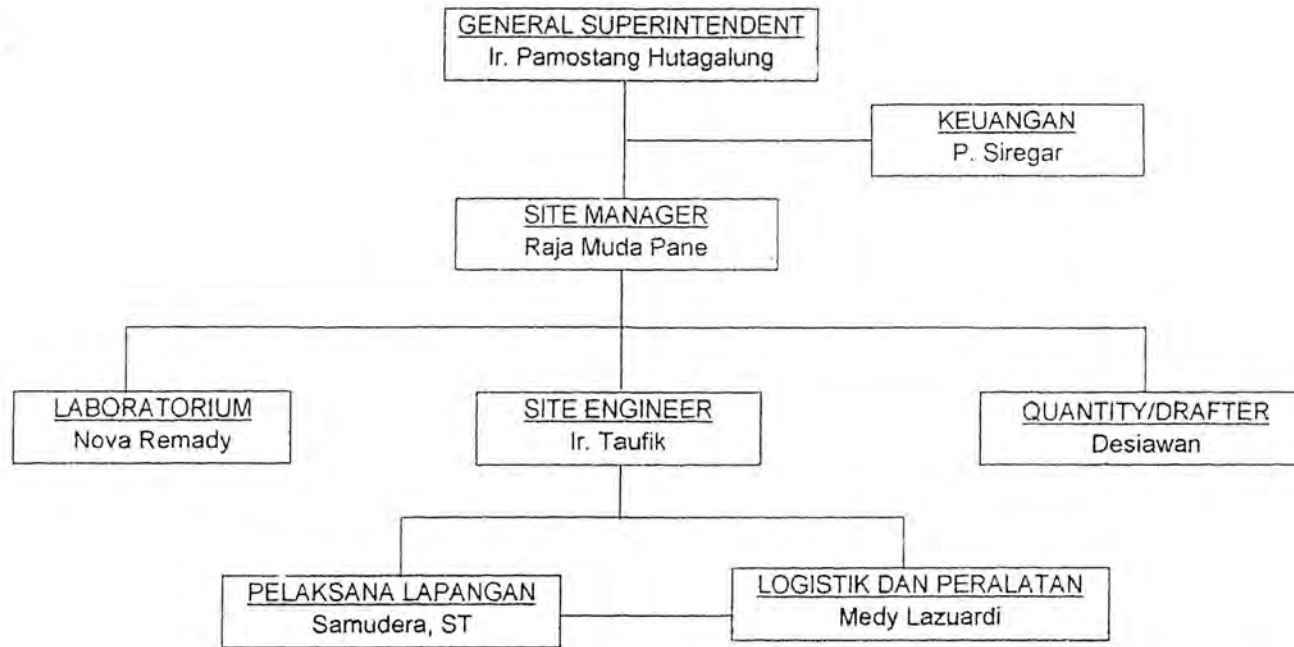 GENERAL SUPERINTENDENT
Ir. Pamostang Hutagalung
KEUANGAN
P. Siregar
SITE MANAGER
Raja Muda Pane
LABORATORIUM
Nova Remady
SITE ENGINEER
Ir. Taufik
QUANTITY/DRAFTER
Desiawan
PELAKSANA LAPANGAN
Samudera, ST
LOGISTIK DAN PERALATAN
Medy Lazuardi